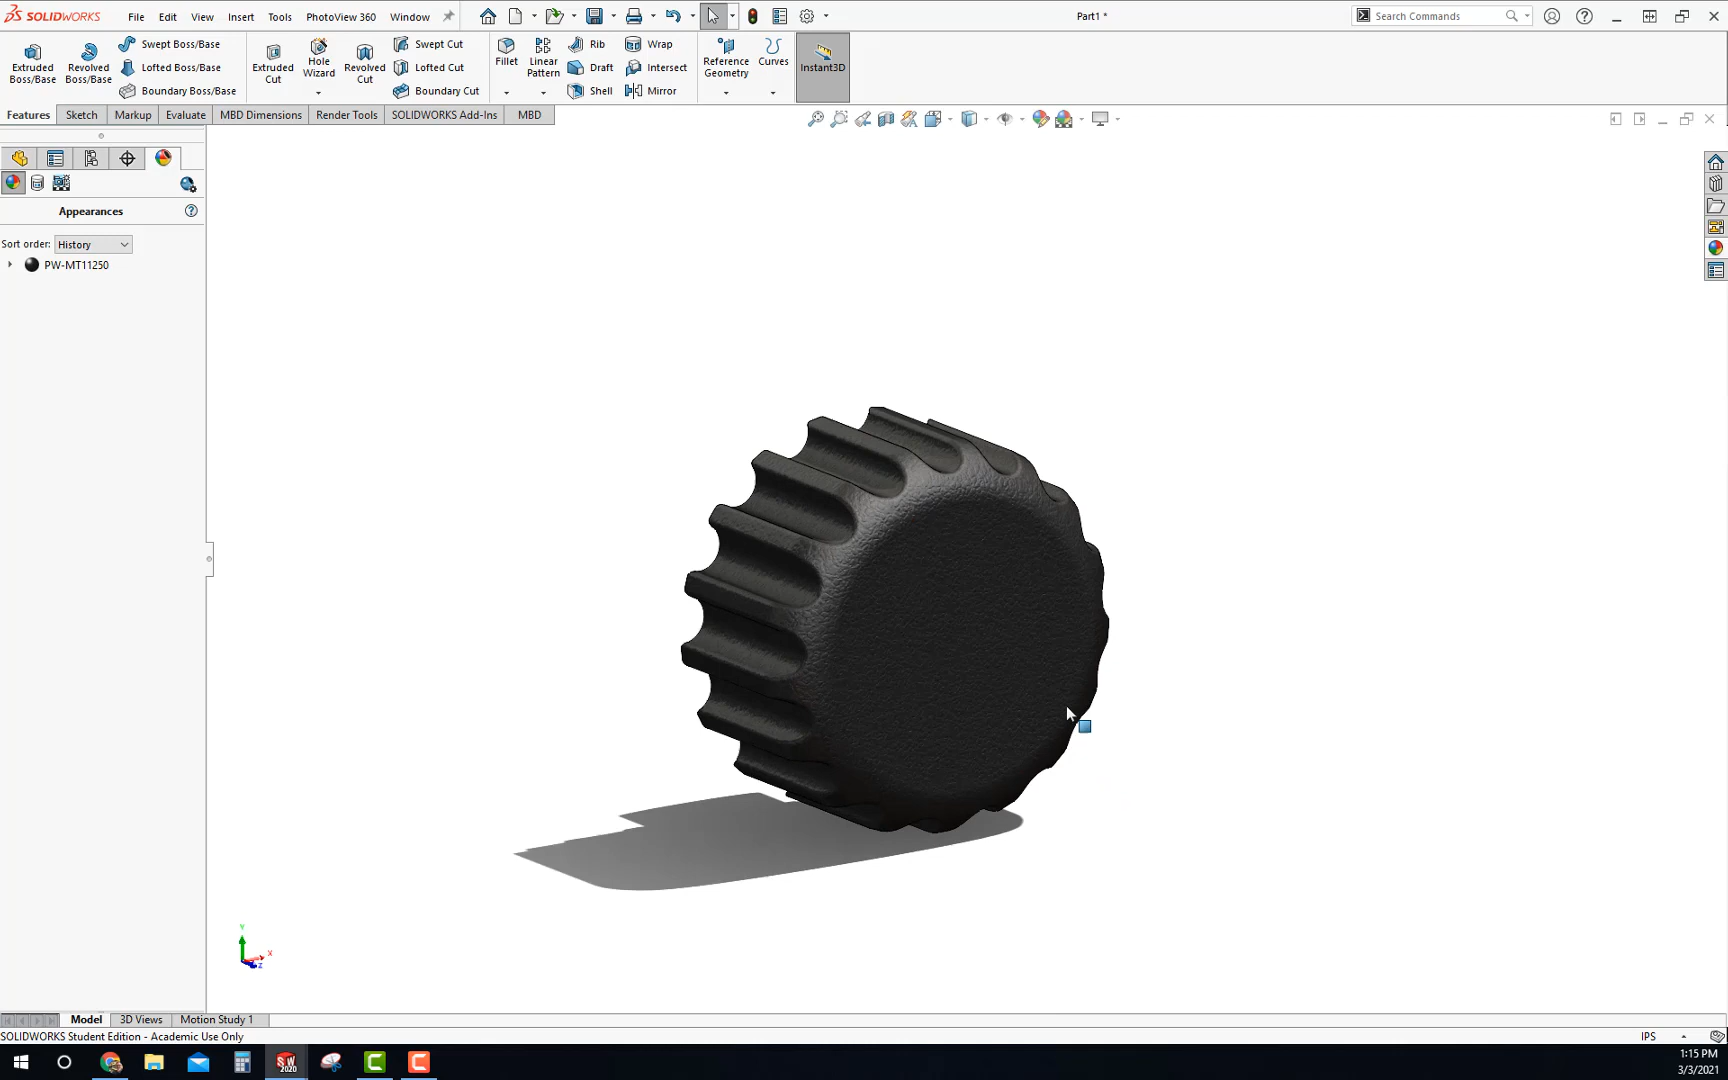 SOLIDWORKS File Edit View Insert Tools PhotoView 360 Window Part1 * Search Commands
Extruded Boss/Base
Revolved Boss/Base
Swept Boss/Base
Lofted Boss/Base
Boundary Boss/Base
Extruded Cut
Hole Wizard
Revolved Cut
Swept Cut
Lofted Cut
Boundary Cut
Fillet
Linear Pattern
Rib
Draft
Shell
Wrap
Intersect
Mirror
Reference Geometry
Curves
Instant3D
Features Sketch Markup Evaluate MBD Dimensions Render Tools SOLIDWORKS Add-Ins MBD
Appearances
Sort order: History
PW-MT11250
Y
X
Z
Model 3D Views Motion Study 1
SOLIDWORKS Student Edition - Academic Use Only IPS
SW 2020
1:15 PM
3/3/2021